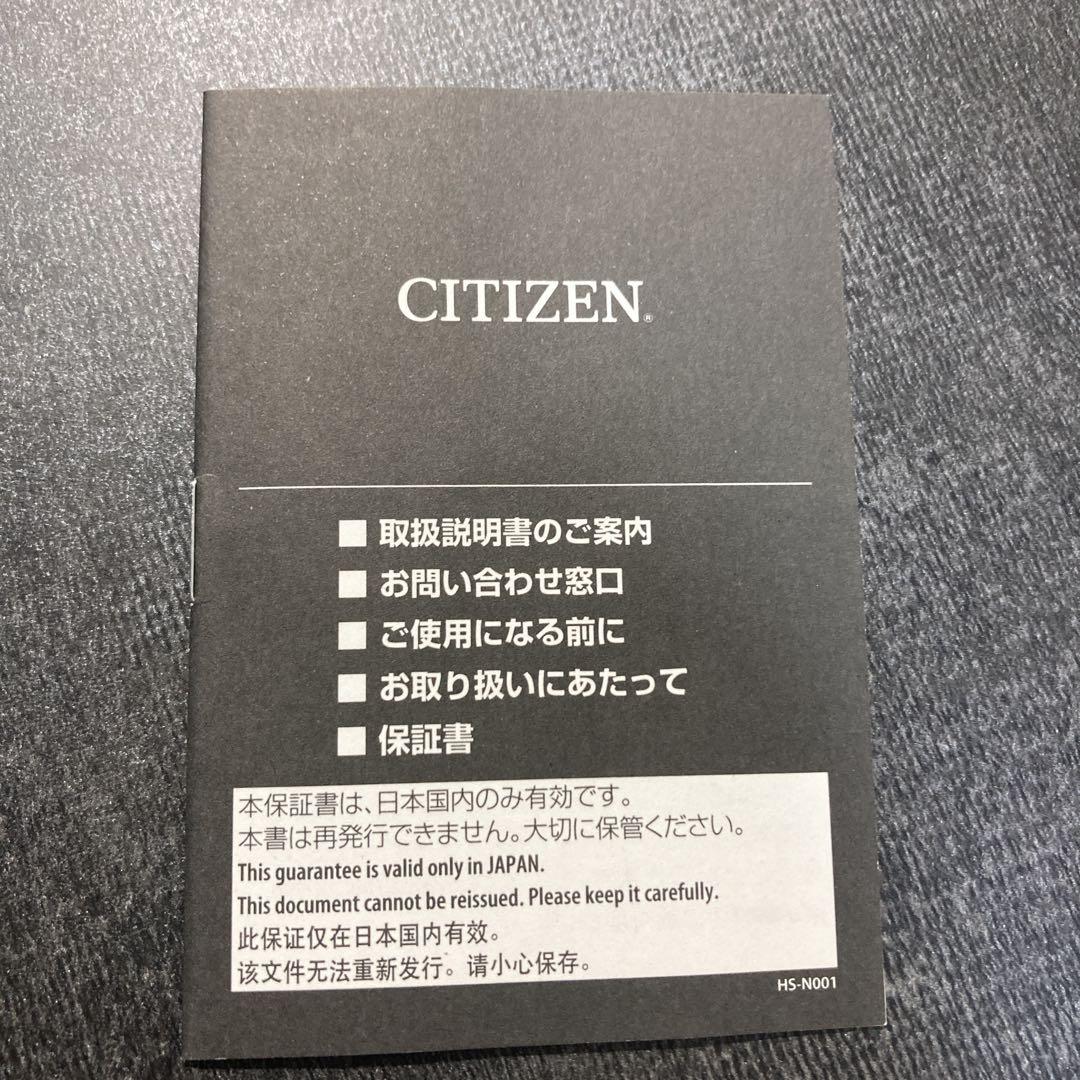 CITIZEN®
■ 取扱説明書のご案内
■ お問い合わせ窓口
■ ご使用になる前に
■ お取り扱いにあたって
■ 保証書
本保証書は、日本国内のみ有効です。
本書は再発行できません。大切に保管ください。
This guarantee is valid only in JAPAN.
This document cannot be reissued. Please keep it carefully.
此保证仅在日本国内有效。
该文件无法重新发行。请小心保存。
HS-N001